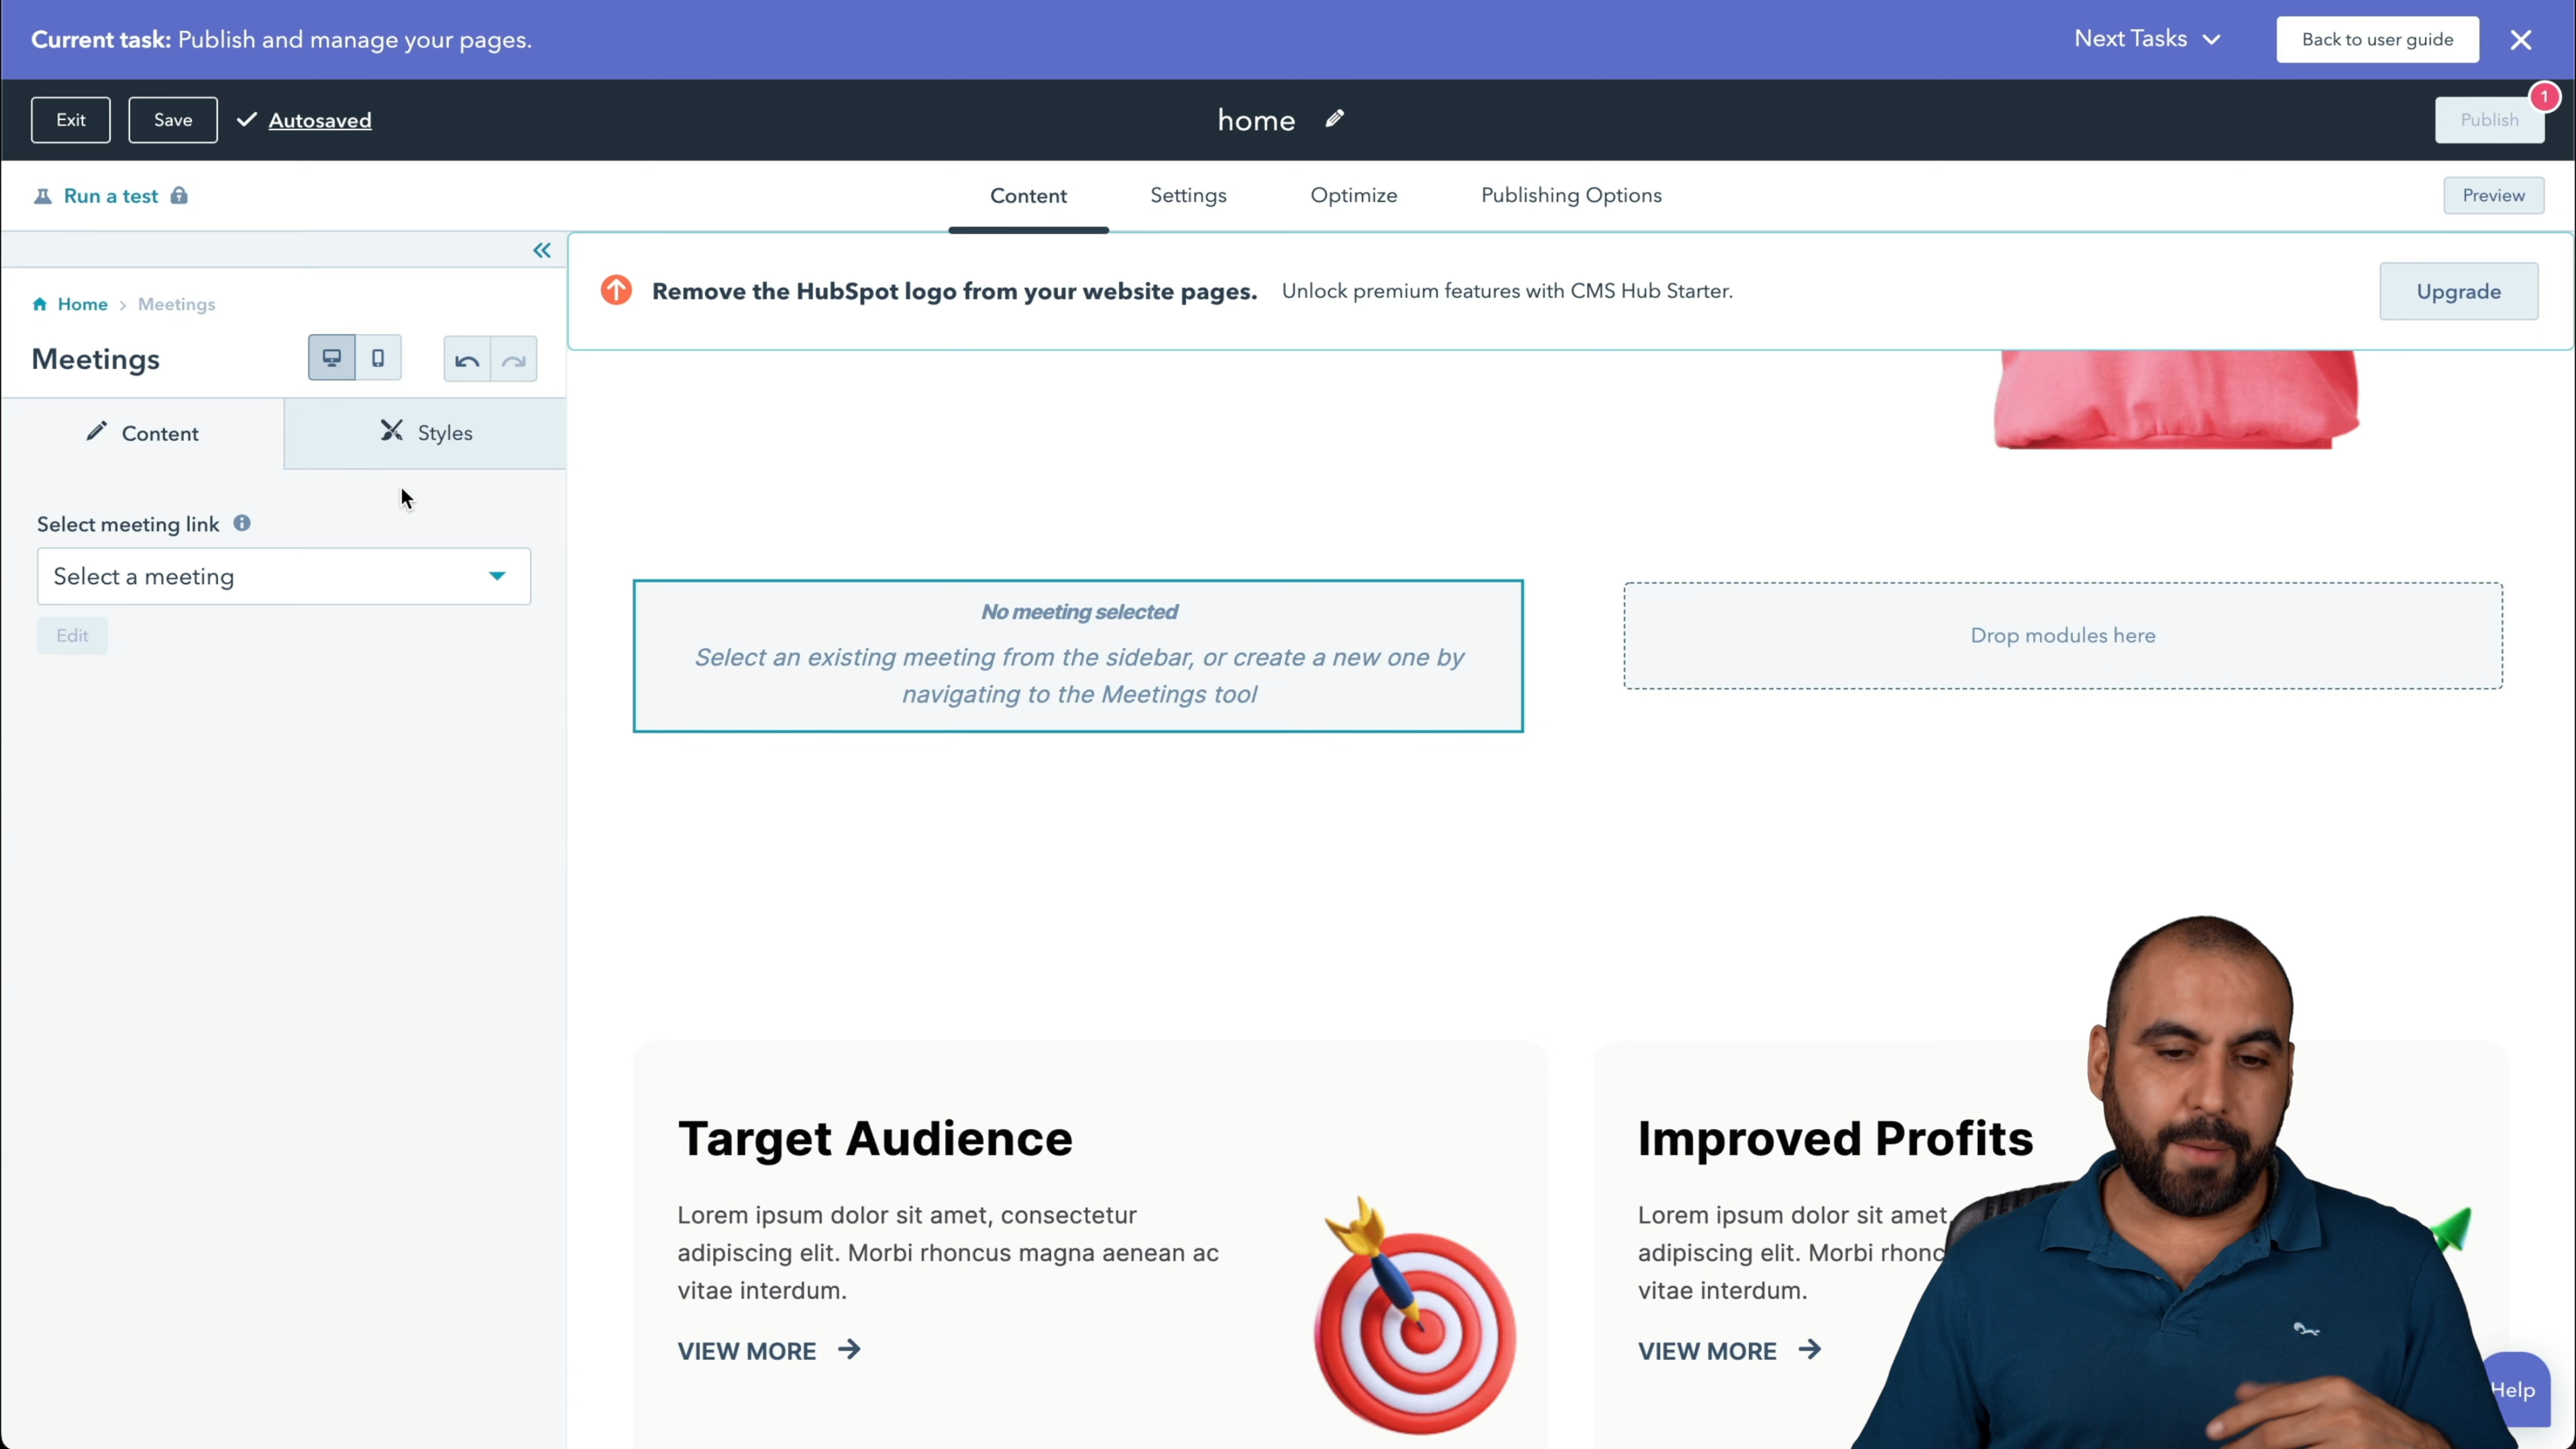 Current task: Publish and manage your pages.
Next Tasks
Back to user guide
Exit
Save
Autosaved
home
1
Publish
Run a test
Content
Settings
Optimize
Publishing Options
Preview
Remove the HubSpot logo from your website pages. Unlock premium features with CMS Hub Starter.
Upgrade
Home > Meetings
Meetings
Content
Styles
Select meeting link
Select a meeting
Edit
No meeting selected
Select an existing meeting from the sidebar, or create a new one by
navigating to the Meetings tool
Drop modules here
Target Audience
Lorem ipsum dolor sit amet, consectetur
adipiscing elit. Morbi rhoncus magna aenean ac
vitae interdum.
VIEW MORE
Improved Profits
Lorem ipsum dolor sit amet,
adipiscing elit. Morbi rhonc
vitae interdum.
VIEW MORE
Help